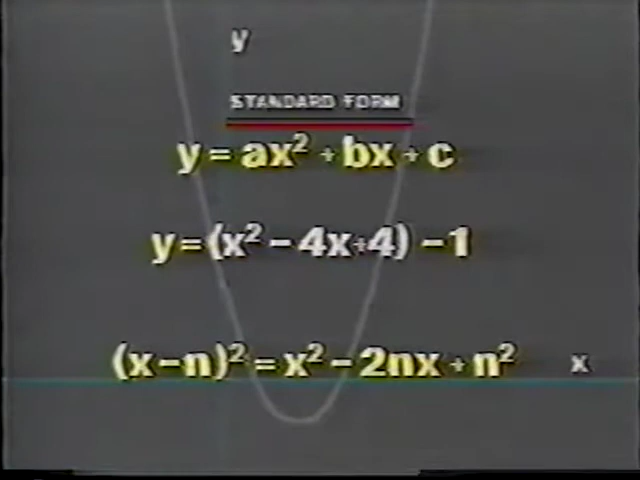 y
STANDARD FORM
y = ax² + bx + c
y = (x² - 4x + 4) - 1
(x - n)² = x² - 2nx + n²
x